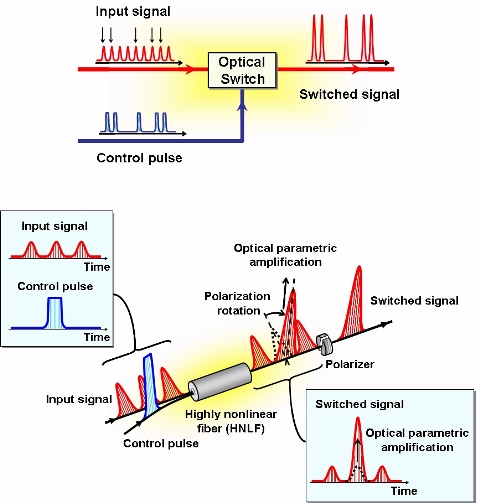 Input signal
Optical
Switch
Switched signal
Control pulse
Input signal
Time
Control pulse
Time
Optical parametric
amplification
Polarization
rotation
Switched signal
Polarizer
Input signal
Highly nonlinear
fiber (HNLF)
Control pulse
Switched signal
Optical parametric
amplification
Time